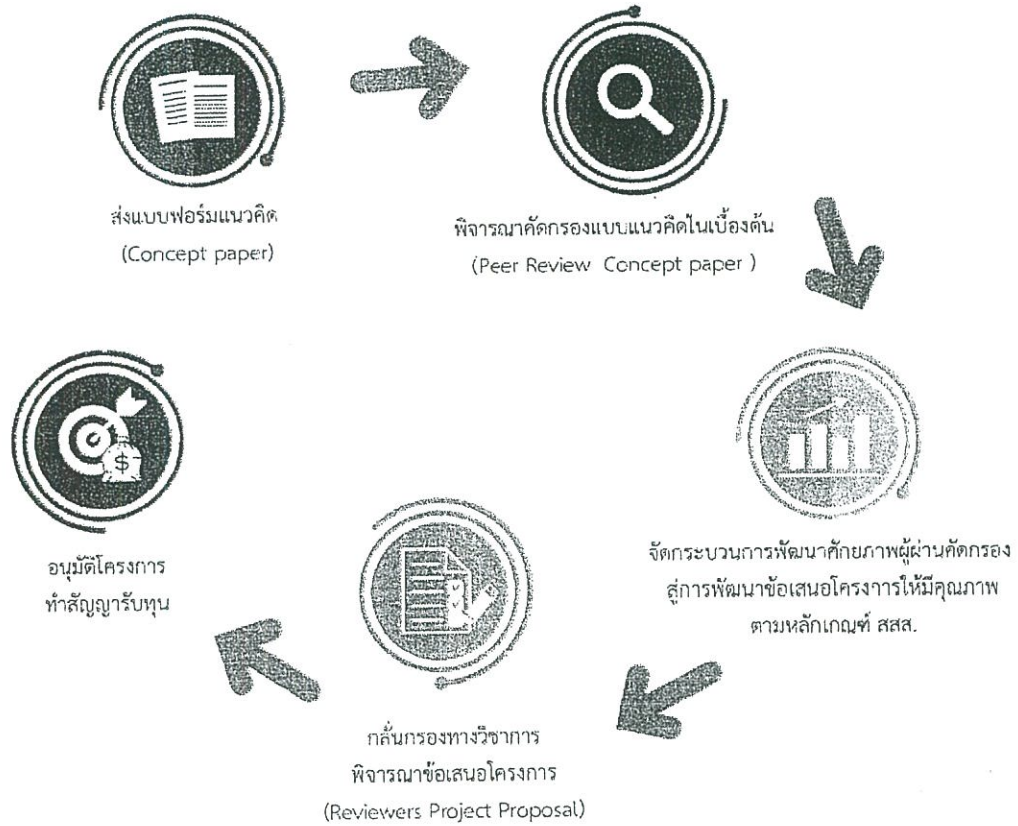 ส่งแบบฟอร์มแนวคิด
(Concept paper)
พิจารณาคัดกรองแบบแนวคิดในเบื้องต้น
(Peer Review Concept paper )
จัดกระบวนการพัฒนาศักยภาพผู้ผ่านคัดกรอง
สู่การพัฒนาข้อเสนอโครงาารให้มีคุณภาพ
ตามหลักเกณฑ์ สสส.
กลั่นกรองทางวิชาการ
พิจารณาข้อเสนอโครงการ
(Reviewers Project Proposal)
อนุมัติโครงการ
ทำสัญญารับทุน
$